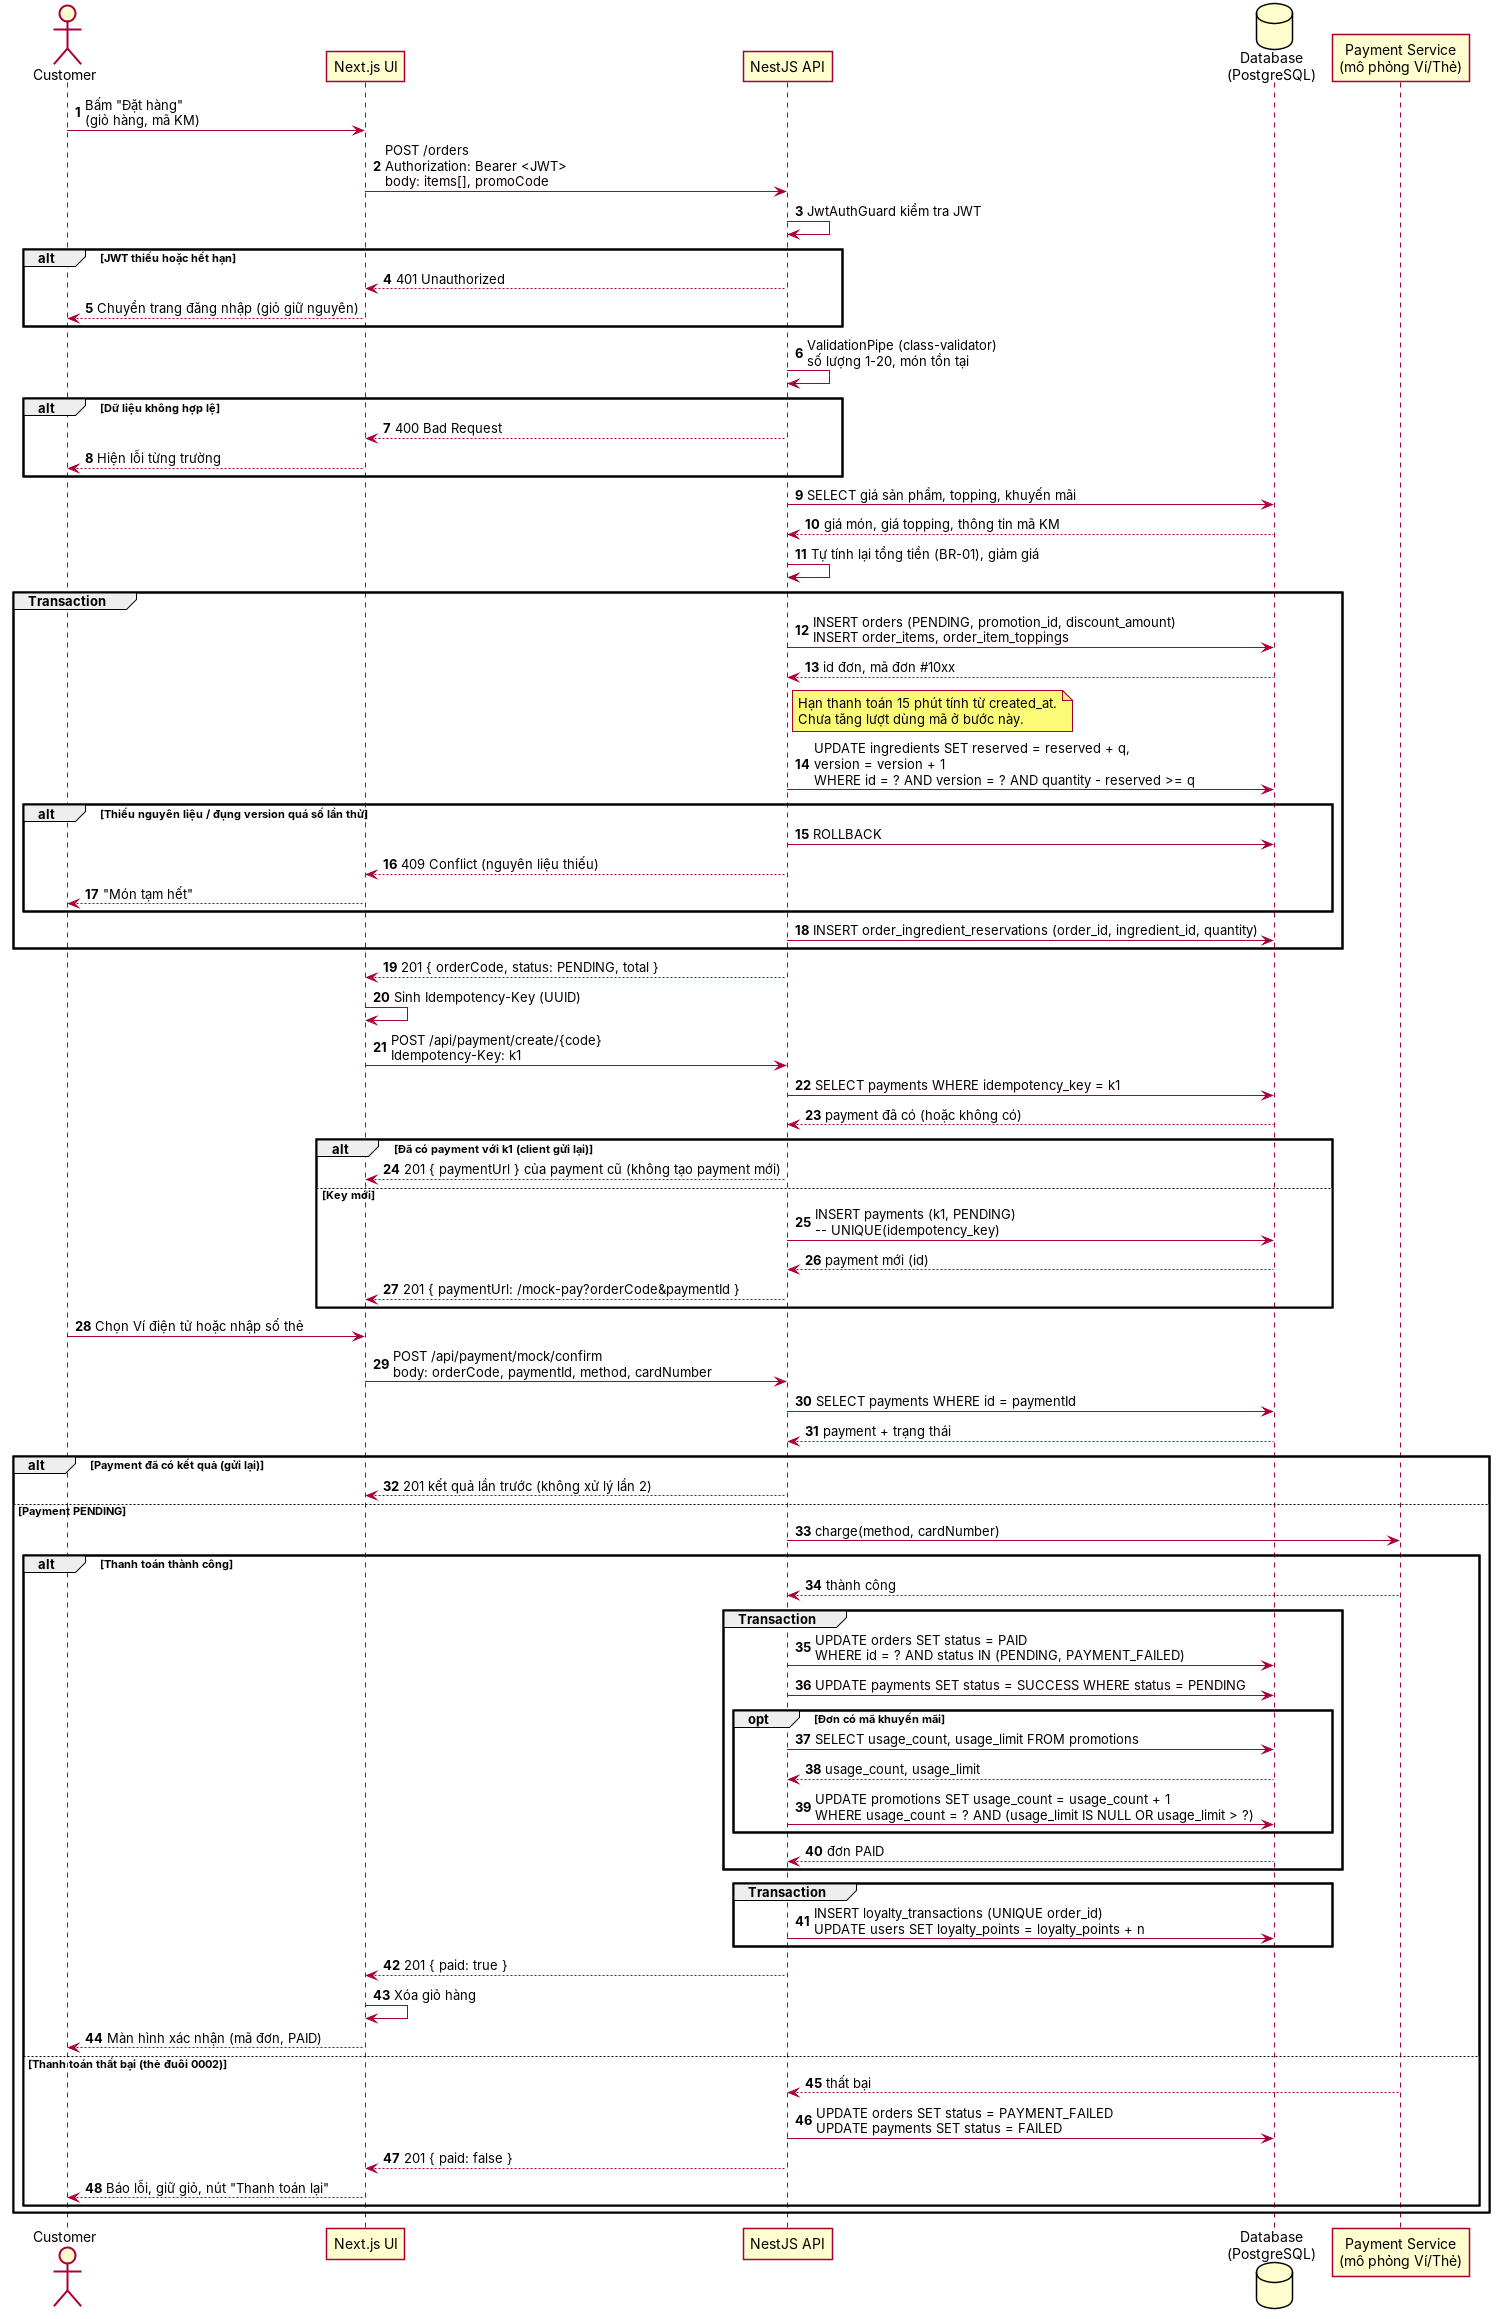 Customer
Next.js UI
NestJS API
Database
(PostgreSQL)
Payment Service
(mô phỏng Ví/Thẻ)
1 Bấm "Đặt hàng"
(giỏ hàng, mã KM)
2 POST /orders
Authorization: Bearer <JWT>
body: items[], promoCode
3 JwtAuthGuard kiểm tra JWT
alt [JWT thiếu hoặc hết hạn]
4 401 Unauthorized
5 Chuyển trang đăng nhập (giỏ giữ nguyên)
6 ValidationPipe (class-validator)
số lượng 1-20, món tồn tại
alt [Dữ liệu không hợp lệ]
7 400 Bad Request
8 Hiện lỗi từng trường
9 SELECT giá sản phẩm, topping, khuyến mãi
10 giá món, giá topping, thông tin mã KM
11 Tự tính lại tổng tiền (BR-01), giảm giá
Transaction
12 INSERT orders (PENDING, promotion_id, discount_amount)
INSERT order_items, order_item_toppings
13 id đơn, mã đơn #10xx
Hạn thanh toán 15 phút tính từ created_at.
Chưa tăng lượt dùng mã ở bước này.
14 UPDATE ingredients SET reserved = reserved + q,
version = version + 1
WHERE id = ? AND version = ? AND quantity - reserved >= q
alt [Thiếu nguyên liệu / đụng version quá số lần thử]
15 ROLLBACK
16 409 Conflict (nguyên liệu thiếu)
17 "Món tạm hết"
18 INSERT order_ingredient_reservations (order_id, ingredient_id, quantity)
19 201 { orderCode, status: PENDING, total }
20 Sinh Idempotency-Key (UUID)
21 POST /api/payment/create/{code}
Idempotency-Key: k1
22 SELECT payments WHERE idempotency_key = k1
23 payment đã có (hoặc không có)
alt [Đã có payment với k1 (client gửi lại)]
24 201 { paymentUrl } của payment cũ (không tạo payment mới)
[Key mới]
25 INSERT payments (k1, PENDING)
-- UNIQUE(idempotency_key)
26 payment mới (id)
27 201 { paymentUrl: /mock-pay?orderCode&paymentId }
28 Chọn Ví điện tử hoặc nhập số thẻ
29 POST /api/payment/mock/confirm
body: orderCode, paymentId, method, cardNumber
30 SELECT payments WHERE id = paymentId
31 payment + trạng thái
alt [Payment đã có kết quả (gửi lại)]
32 201 kết quả lần trước (không xử lý lần 2)
[Payment PENDING]
33 charge(method, cardNumber)
alt [Thanh toán thành công]
34 thành công
Transaction
35 UPDATE orders SET status = PAID
WHERE id = ? AND status IN (PENDING, PAYMENT_FAILED)
36 UPDATE payments SET status = SUCCESS WHERE status = PENDING
opt [Đơn có mã khuyến mãi]
37 SELECT usage_count, usage_limit FROM promotions
38 usage_count, usage_limit
39 UPDATE promotions SET usage_count = usage_count + 1
WHERE usage_count = ? AND (usage_limit IS NULL OR usage_limit > ?)
40 đơn PAID
Transaction
41 INSERT loyalty_transactions (UNIQUE order_id)
UPDATE users SET loyalty_points = loyalty_points + n
42 201 { paid: true }
43 Xóa giỏ hàng
44 Màn hình xác nhận (mã đơn, PAID)
[Thanh toán thất bại (thẻ đuôi 0002)]
45 thất bại
46 UPDATE orders SET status = PAYMENT_FAILED
UPDATE payments SET status = FAILED
47 201 { paid: false }
48 Báo lỗi, giữ giỏ, nút "Thanh toán lại"
Customer
Next.js UI
NestJS API
Database
(PostgreSQL)
Payment Service
(mô phỏng Ví/Thẻ)